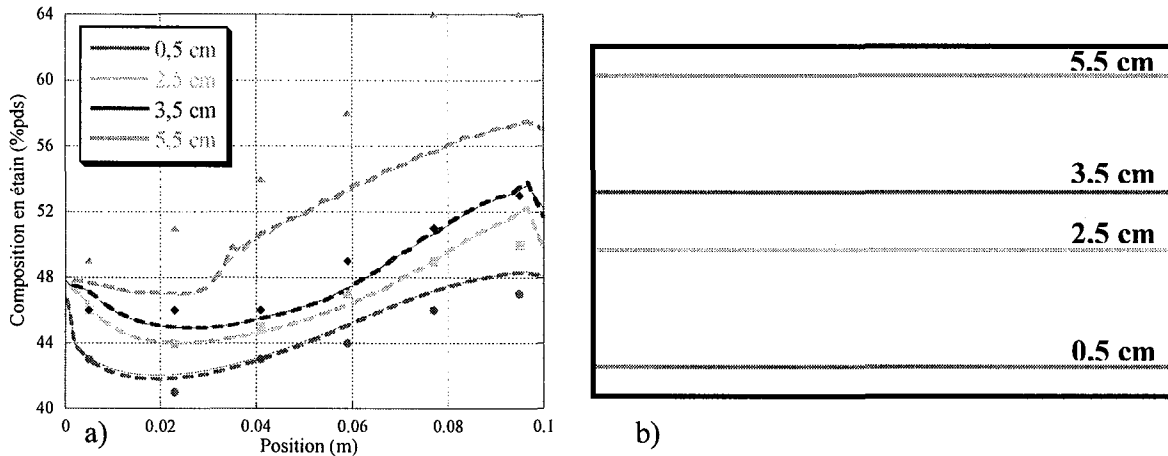 64
60
56
52
48
44
40
Composition en étain (%pds)
0,5 cm
2.5 cm
3,5 cm
5,5 cm
0
0.02
0.04
0.06
0.08
0.1
a)
Position (m)
5.5 cm
3.5 cm
2.5 cm
0.5 cm
b)